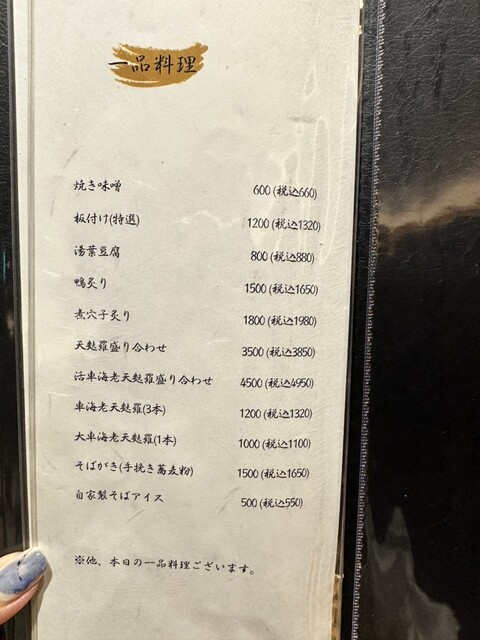 一品料理
焼き味噌 600(税込660)
板付け(特選) 1200(税込1320)
湯葉豆腐 800(税込880)
鴨炙り 1500(税込1650)
煮穴子炙り 1800(税込1980)
天麩羅盛り合わせ 3500(税込3850)
活車海老天麩羅盛り合わせ 4500(税込4950)
車海老天麩羅(3本) 1200(税込1320)
大車海老天麩羅(1本) 1000(税込1100)
そばがき(手挽き蕎麦粉) 1500(税込1650)
自家製そばアイス 500(税込550)
※他、本日の一品料理ございます。